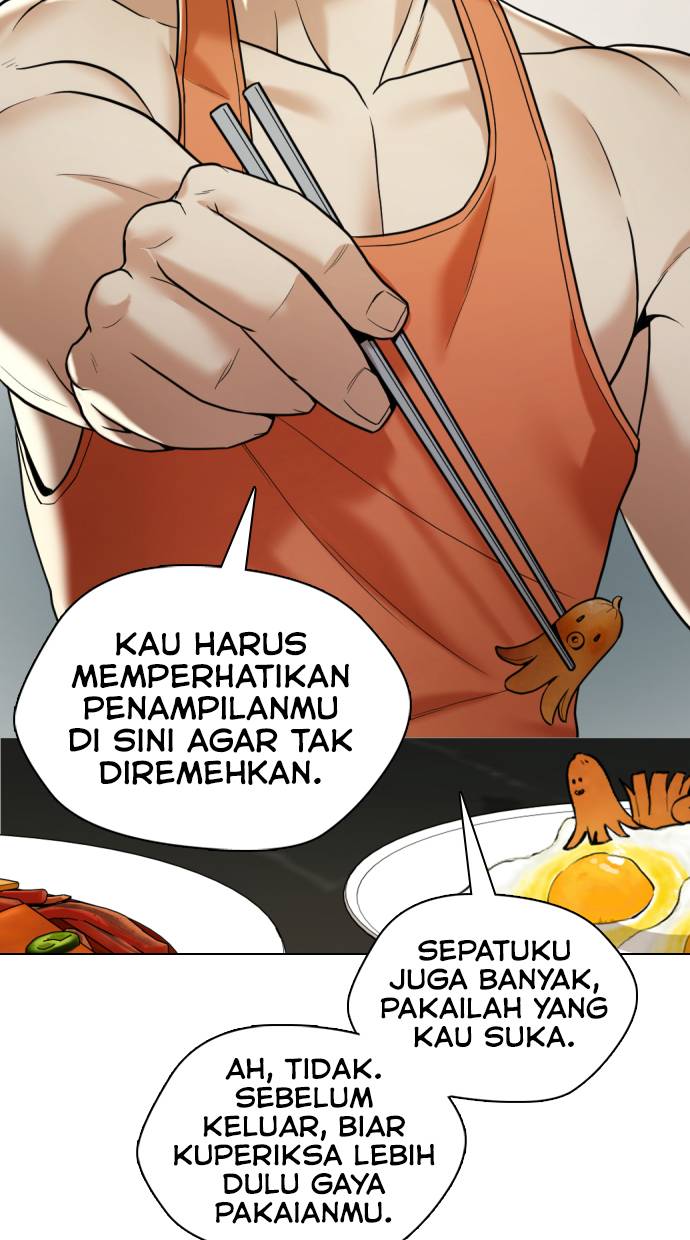 KAU HARUS
MEMPERHATIKAN
PENAMPILANMU
DI SINI AGAR TAK
DIREMEHKAN.
SEPATUKU
JUGA BANYAK,
PAKAILAH YANG
KAU SUKA.
AH, TIDAK.
SEBELUM
KELUAR, BIAR
KUPERIKSA LEBIH
DULU GAYA
PAKAIANMU.